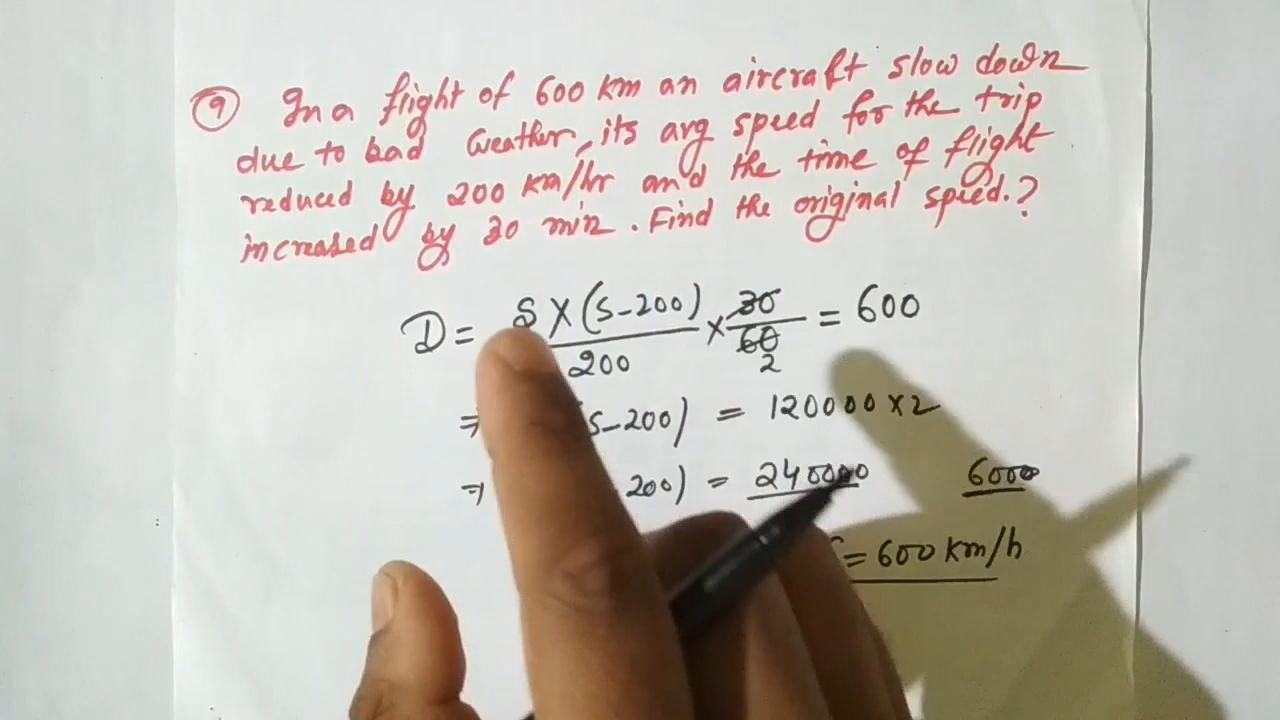 9 In a flight of 600 km an aircraft slow down
due to bad weather, its avg speed for the trip
reduced by 200 km/hr and the time of flight
increased by 30 min. Find the original speed.?
D = S × (S-200) / 200 × 30 / 60 2 = 600
⇒ S-200) = 120000 × 2
⇒ 200) = 240000 6000
= 600 km/h